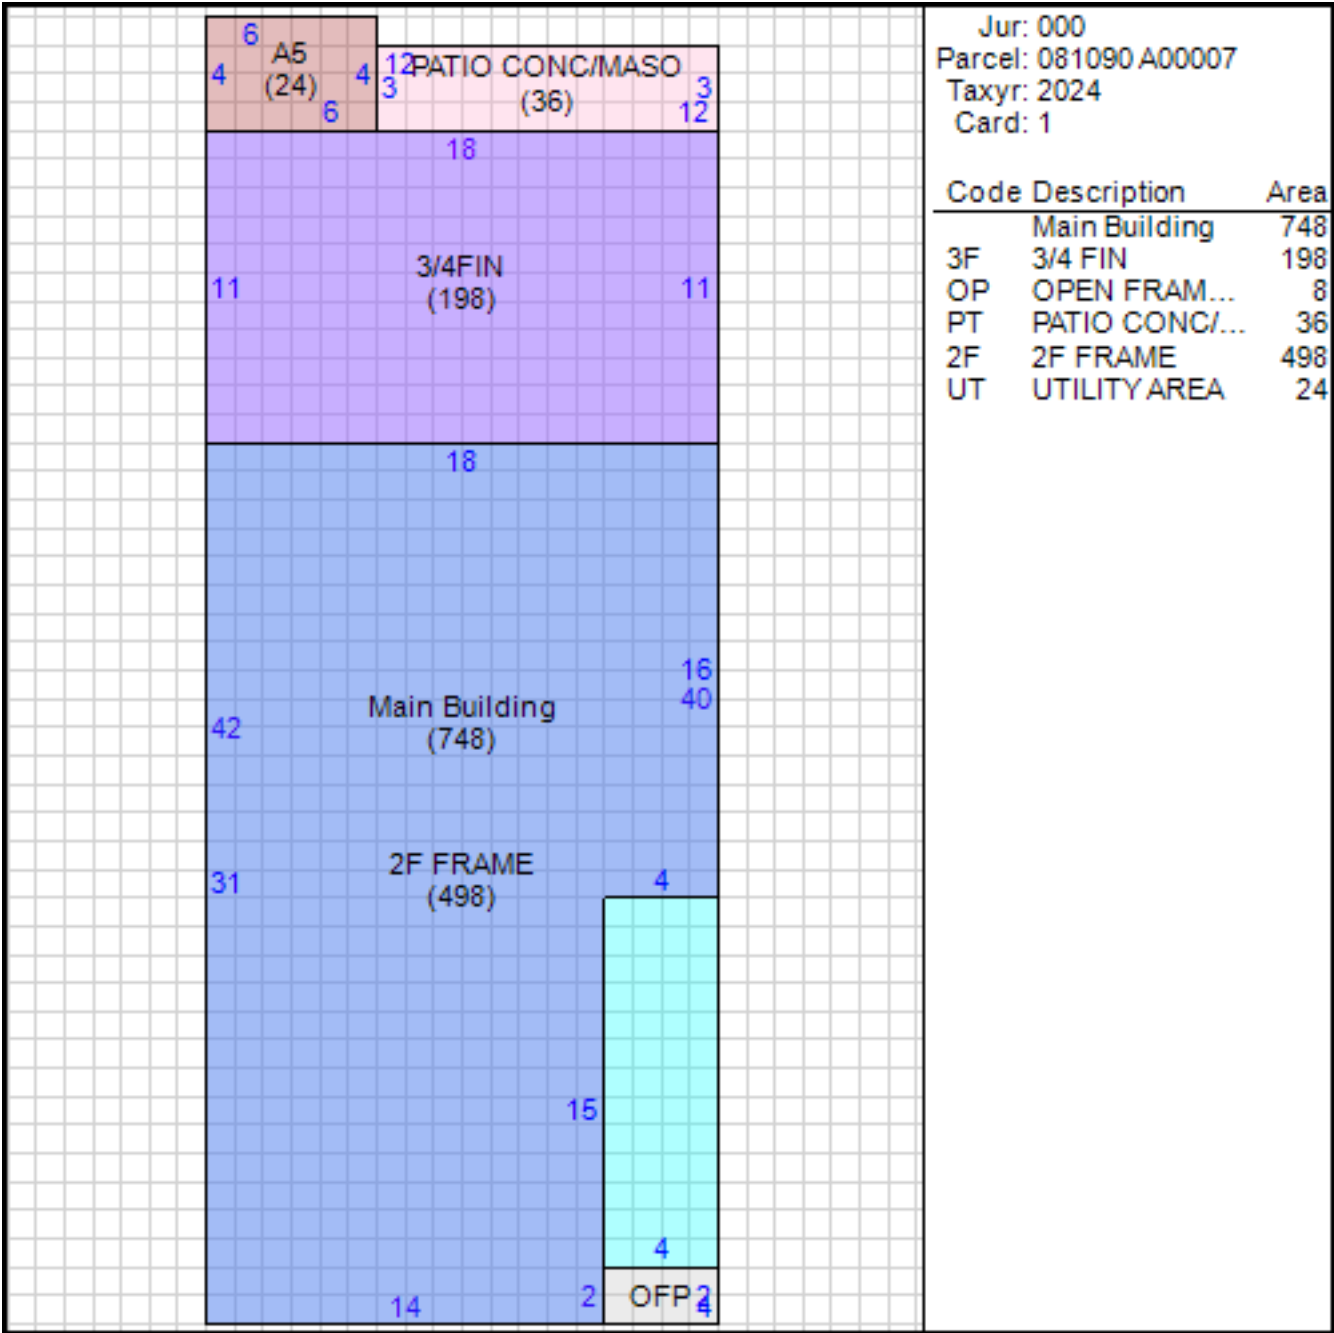 6
A5
(24)
4
4
6
12
PATIO CONC/MASO
3
3
(36)
12
18
3/4FIN
(198)
11
11
18
16
40
Main Building
(748)
42
2F FRAME
(498)
31
4
15
4
2
OFP
2
4
14
Jur: 000
Parcel: 081090 A00007
Taxyr: 2024
Card: 1
Code Description Area
Main Building 748
3F 3/4 FIN 198
OP OPEN FRAM... 8
PT PATIO CONC/... 36
2F 2F FRAME 498
UT UTILITY AREA 24